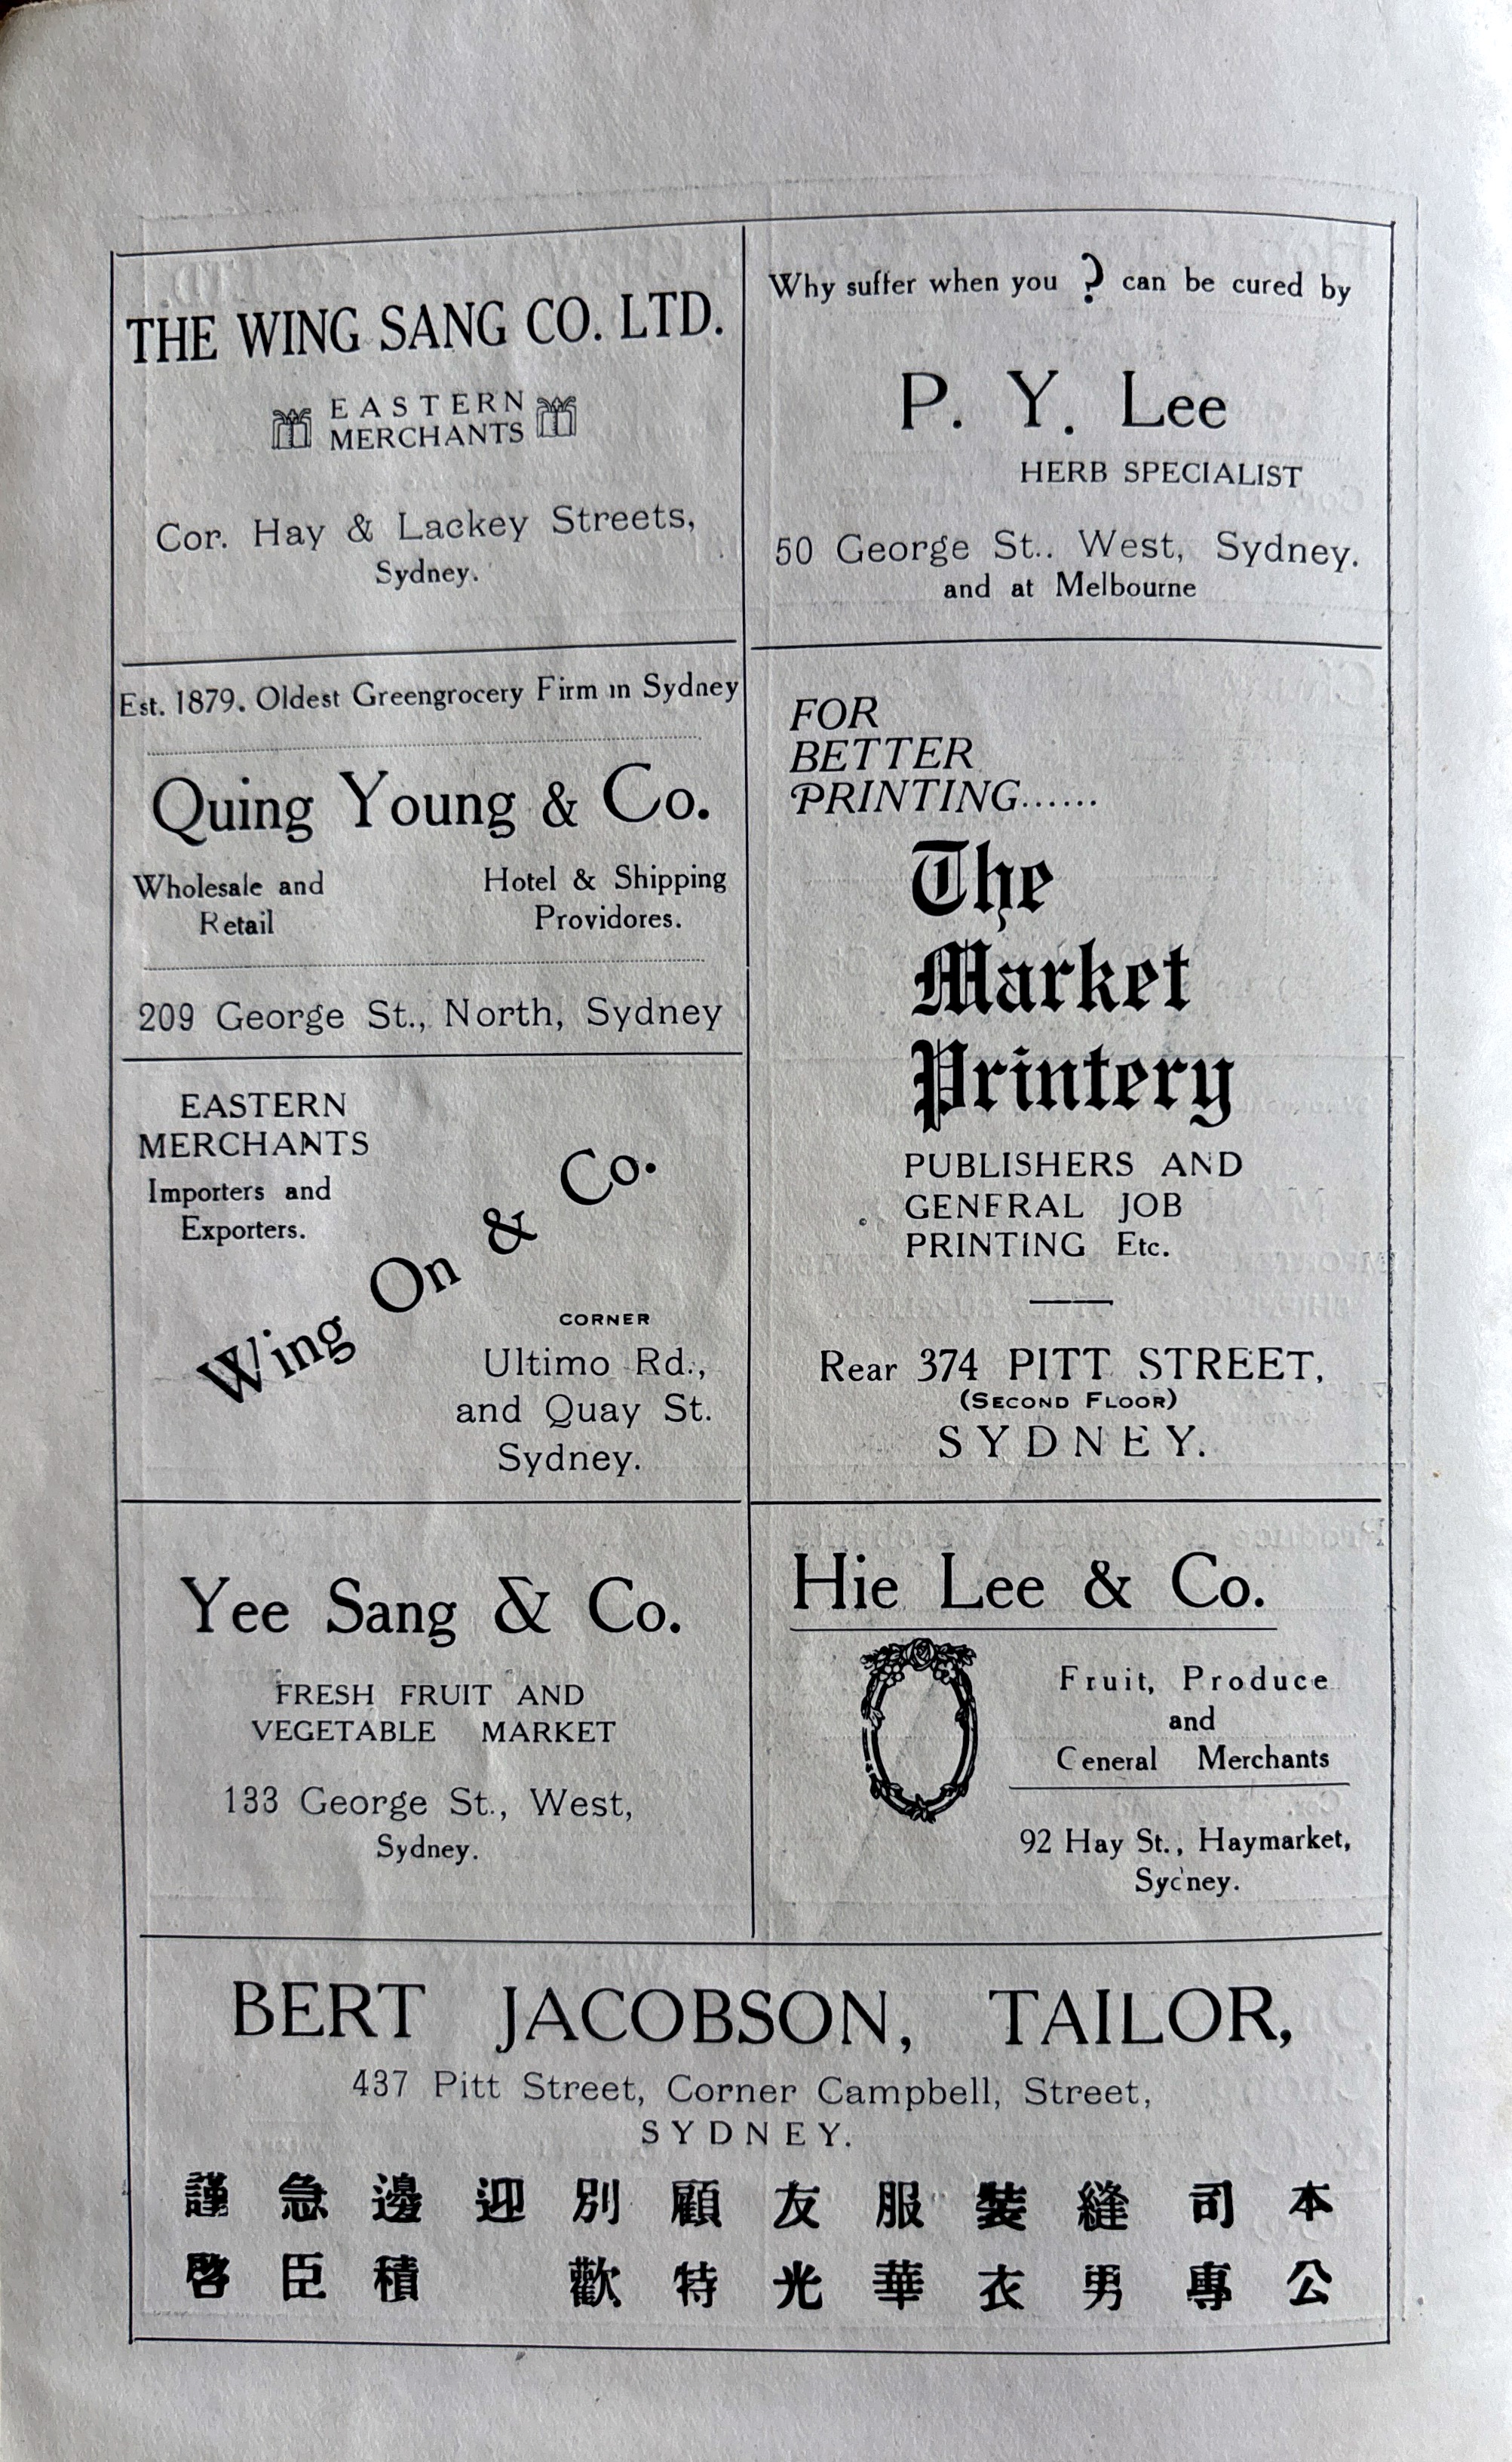 THE WING SANG CO. LTD.
EASTERN
MERCHANTS
Cor. Hay & Lackey Streets,
Sydney.
Why suffer when you ? can be cured by
P. Y. Lee
HERB SPECIALIST
50 George St.. West, Sydney.
and at Melbourne
Est. 1879. Oldest Greengrocery Firm in Sydney
Quing Young & Co.
Wholesale and
Retail
Hotel & Shipping
Providores.
209 George St., North, Sydney
FOR
BETTER
PRINTING......
The
Market
Printery
PUBLISHERS AND
GENERAL JOB
PRINTING Etc.
Rear 374 PITT STREET,
(SECOND FLOOR)
SYDNEY.
EASTERN
MERCHANTS
Importers and
Exporters.
Wing On & Co.
CORNER
Ultimo Rd.,
and Quay St.
Sydney.
Yee Sang & Co.
FRESH FRUIT AND
VEGETABLE MARKET
133 George St., West,
Sydney.
Hie Lee & Co.
Fruit, Produce
and
General Merchants
92 Hay St., Haymarket,
Sydney.
BERT JACOBSON, TAILOR,
437 Pitt Street, Corner Campbell, Street,
SYDNEY.
本公
司專
縫男
裝衣
服華
友光
顧特
別歡
迎
邊積
急臣
謹啓